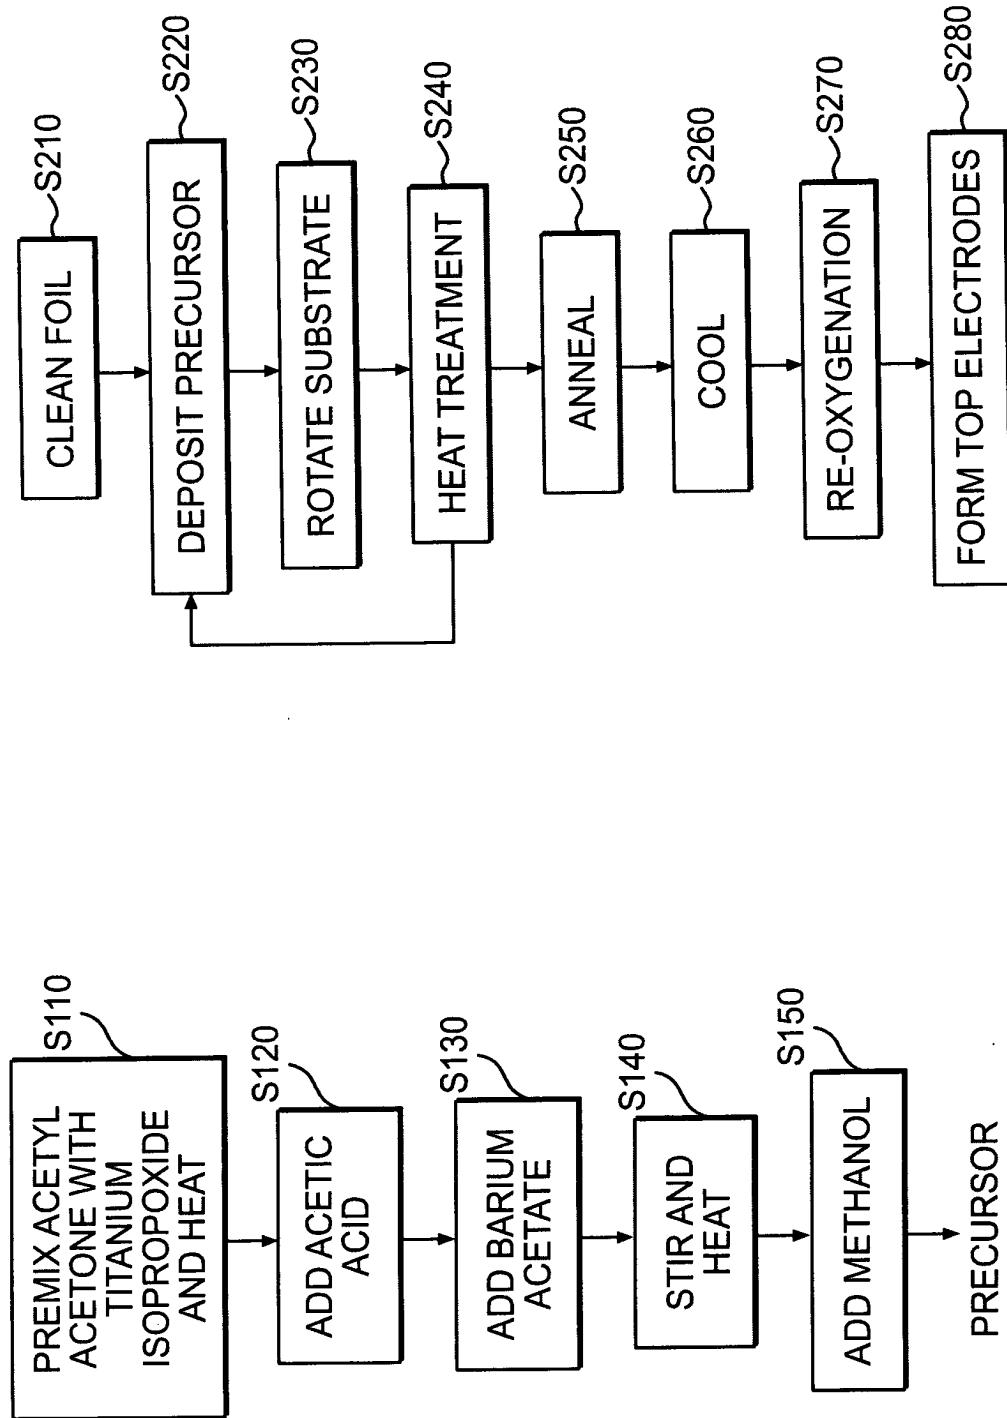 PREMIX ACETYL
ACETONE WITH
TITANIUM
ISOPROPOXIDE
AND HEAT
S110
ADD ACETIC
ACID
S120
ADD BARIUM
ACETATE
S130
STIR AND
HEAT
S140
ADD METHANOL
S150
PRECURSOR
CLEAN FOIL
S210
DEPOSIT PRECURSOR
S220
ROTATE SUBSTRATE
S230
HEAT TREATMENT
S240
ANNEAL
S250
COOL
S260
RE-OXYGENATION
S270
FORM TOP ELECTRODES
S280